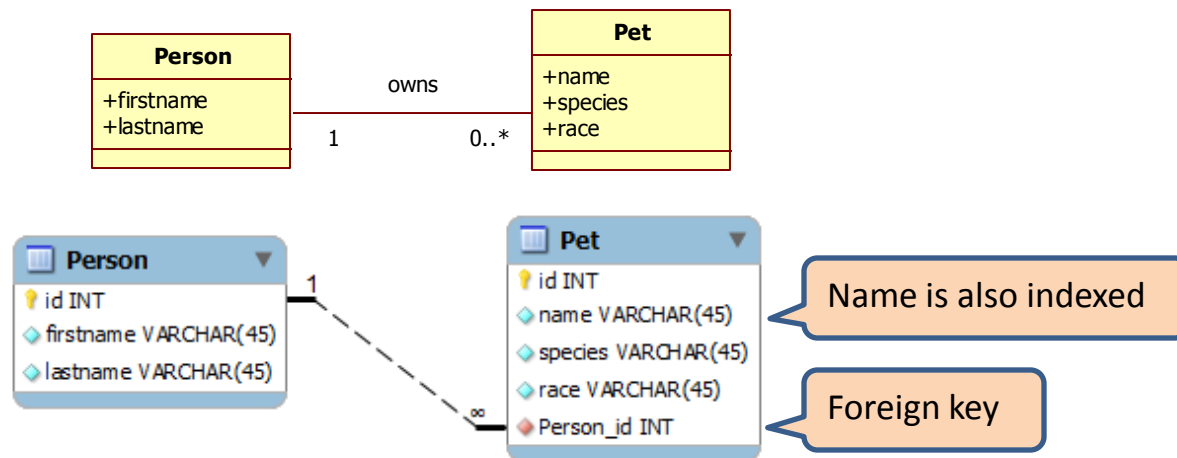 Person
+firstname
+lastname
owns
1
0..*
Pet
+name
+species
+race
Person
id INT
firstname VARCHAR(45)
lastname VARCHAR(45)
1
∞
Pet
id INT
name VARCHAR(45)
species VARCHAR(45)
race VARCHAR(45)
Person_id INT
Name is also indexed
Foreign key